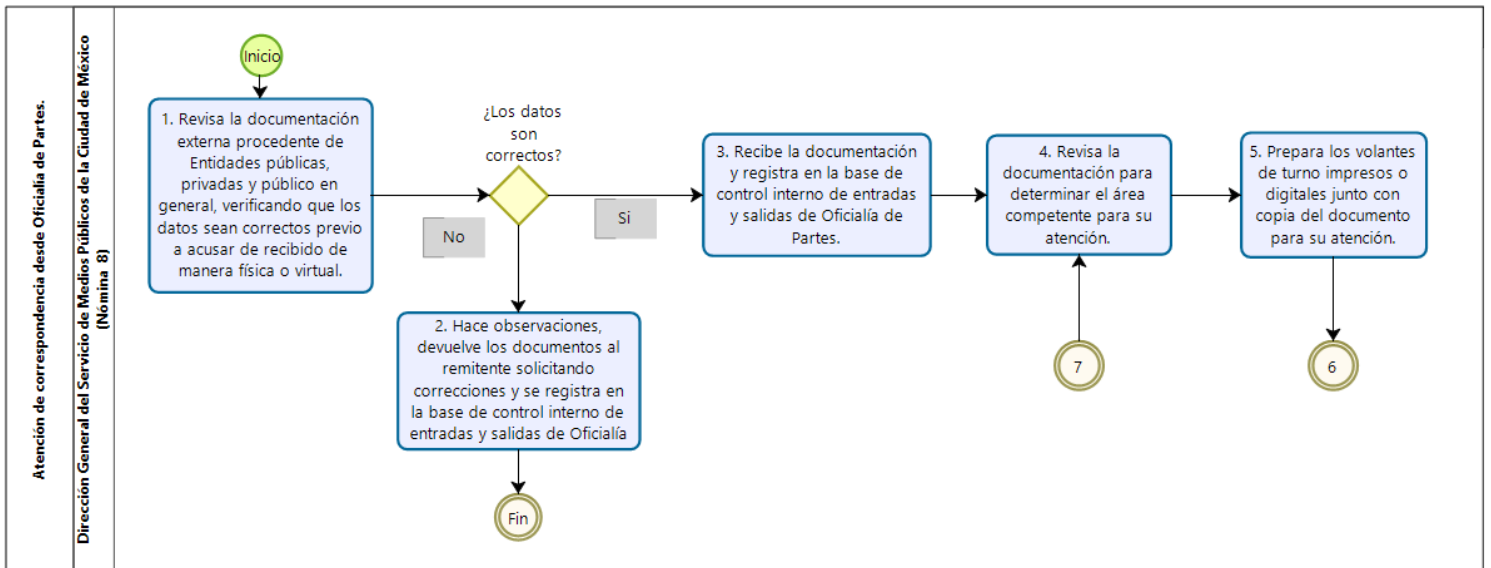 Atención de correspondencia desde Oficialía de Partes.
Dirección General del Servicio de Medios Públicos de la Ciudad de México
(Nómina 8)
Inicio
1. Revisa la documentación
externa procedente de
Entidades públicas,
privadas y público en
general, verificando que los
datos sean correctos previo
a acusar de recibido de
manera física o virtual.
¿Los datos
son
correctos?
No
Si
2. Hace observaciones,
devuelve los documentos al
remitente solicitando
correcciones y se registra en
la base de control interno de
entradas y salidas de Oficialía
Fin
3. Recibe la documentación
y registra en la base de
control interno de entradas
y salidas de Oficialía de
Partes.
4. Revisa la
documentación para
determinar el área
competente para su
atención.
7
5. Prepara los volantes
de turno impresos o
digitales junto con
copia del documento
para su atención.
6